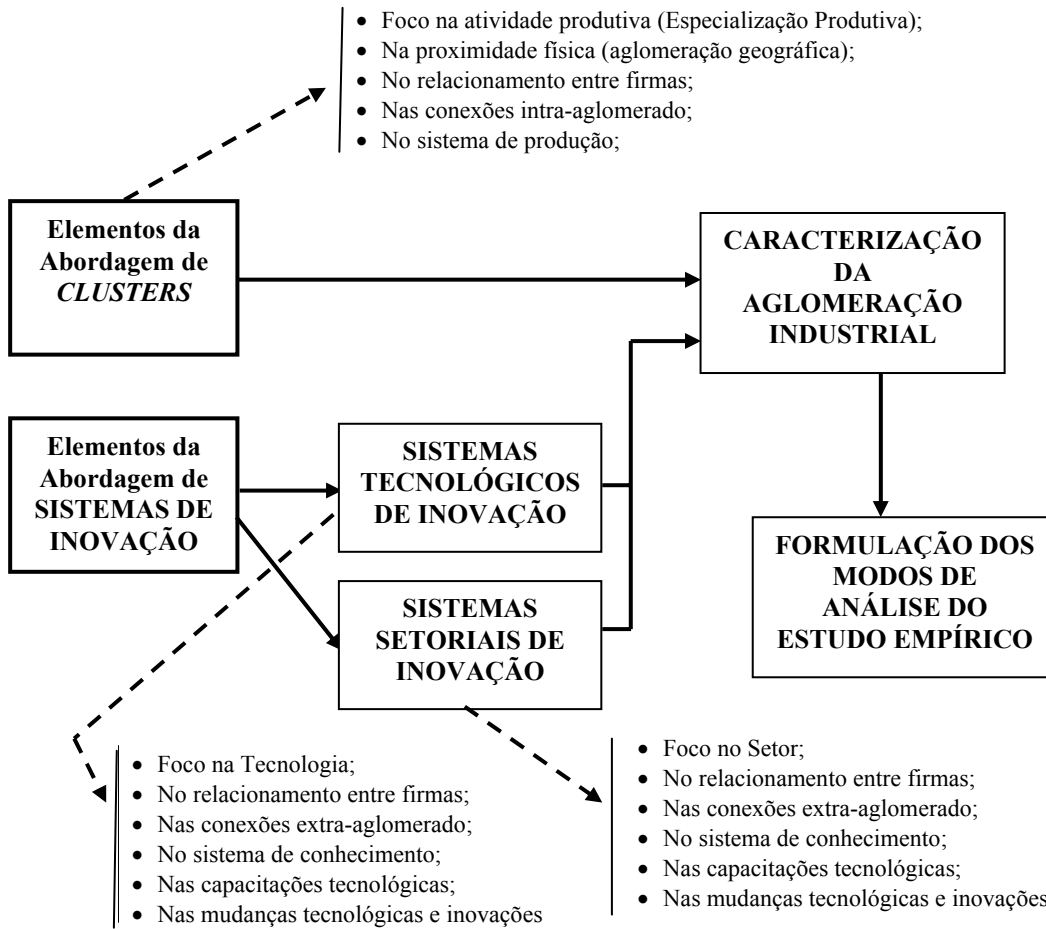 • Foco na atividade produtiva (Especialização Produtiva);
• Na proximidade física (aglomeração geográfica);
• No relacionamento entre firmas;
• Nas conexões intra-aglomerado;
• No sistema de produção;
Elementos da
Abordagem de
CLUSTERS
CARACTERIZAÇÃO
DA
AGLOMERAÇÃO
INDUSTRIAL
Elementos da
Abordagem de
SISTEMAS DE
INOVAÇÃO
SISTEMAS
TECNOLÓGICOS
DE INOVAÇÃO
SISTEMAS
SETORIAIS DE
INOVAÇÃO
FORMULAÇÃO DOS
MODOS DE
ANÁLISE DO
ESTUDO EMPÍRICO
• Foco na Tecnologia;
• No relacionamento entre firmas;
• Nas conexões extra-aglomerado;
• No sistema de conhecimento;
• Nas capacitações tecnológicas;
• Nas mudanças tecnológicas e inovações
• Foco no Setor;
• No relacionamento entre firmas;
• Nas conexões extra-aglomerado;
• No sistema de conhecimento;
• Nas capacitações tecnológicas;
• Nas mudanças tecnológicas e inovações